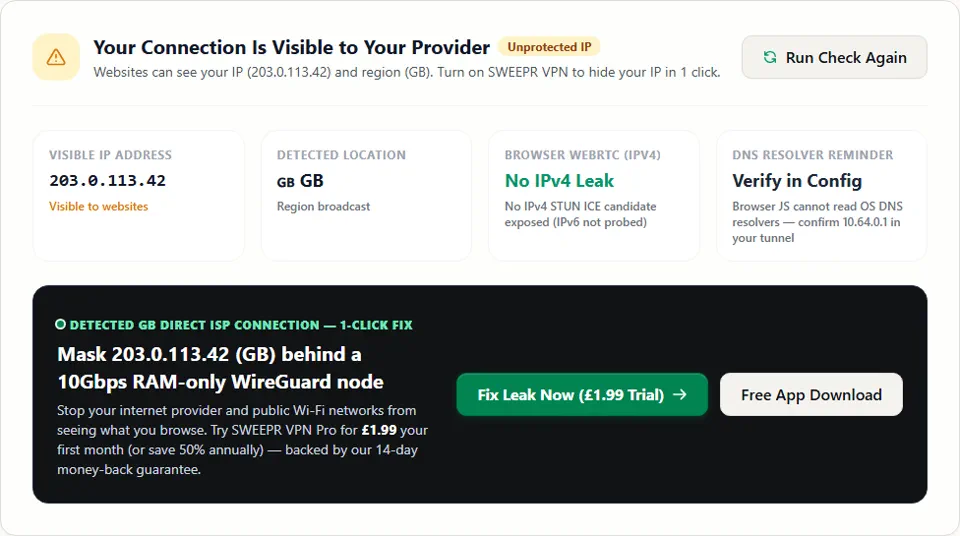 Your Connection Is Visible to Your Provider
Unprotected IP
Websites can see your IP (203.0.113.42) and region (GB). Turn on SWEEPR VPN to hide your IP in 1 click.
Run Check Again
VISIBLE IP ADDRESS
203.0.113.42
Visible to websites
DETECTED LOCATION
GB GB
Region broadcast
BROWSER WEBRTC (IPV4)
No IPv4 Leak
No IPv4 STUN ICE candidate
exposed (IPv6 not probed)
DNS RESOLVER REMINDER
Verify in Config
Browser JS cannot read OS DNS
resolvers — confirm 10.64.0.1 in
your tunnel
DETECTED GB DIRECT ISP CONNECTION — 1-CLICK FIX
Mask 203.0.113.42 (GB) behind a
10Gbps RAM-only WireGuard node
Stop your internet provider and public Wi-Fi networks from
seeing what you browse. Try SWEEPR VPN Pro for £1.99 your
first month (or save 50% annually) — backed by our 14-day
money-back guarantee.
Fix Leak Now (£1.99 Trial) →
Free App Download